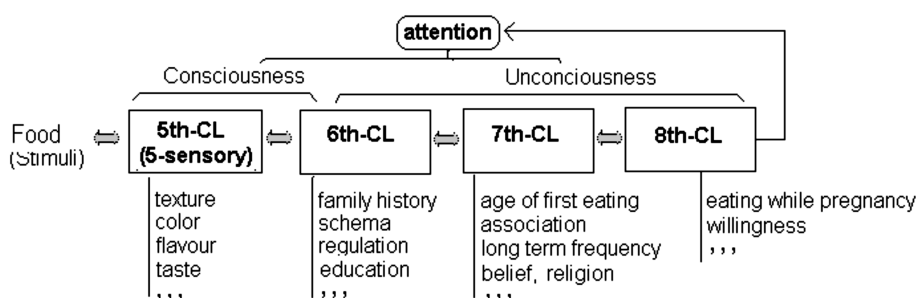 attention
Consciousness
Unconciousness
Food
(Stimuli)
5th-CL
(5-sensory)
6th-CL
7th-CL
8th-CL
texture
color
flavour
taste
,,,
family history
schema
regulation
education
,,,
age of first eating
association
long term frequency
belief, religion
,,,
eating while pregnancy
willingness
,,,